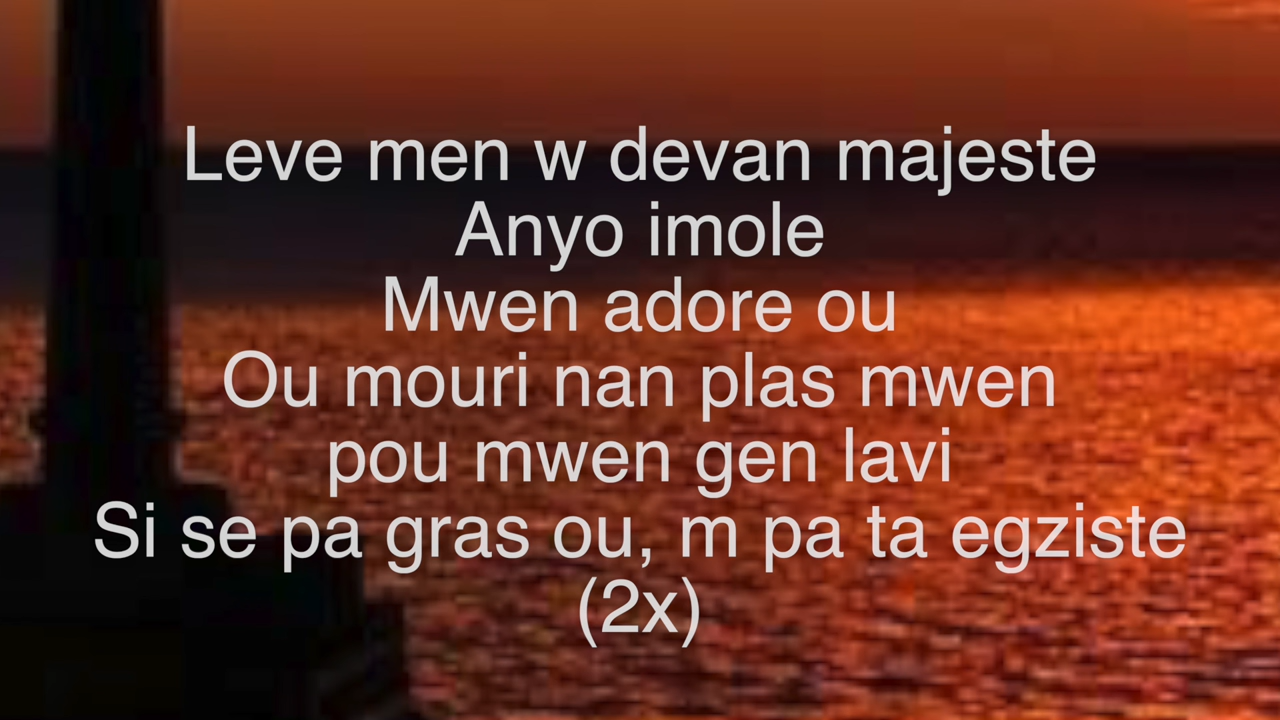 Leve men w devan majeste
Anyo imole
Mwen adore ou
Ou mouri nan plas mwen
pou mwen gen lavi
Si se pa gras ou, m pa ta egziste
(2x)